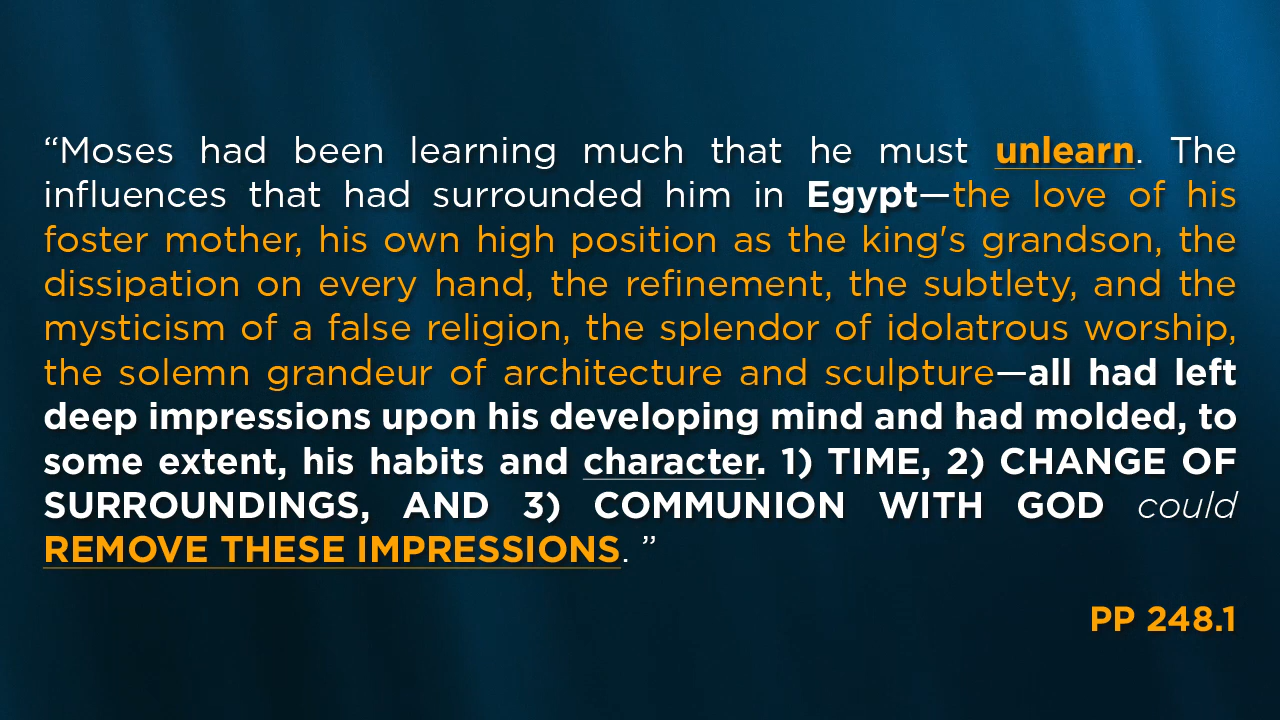 “Moses had been learning much that he must unlearn. The
influences that had surrounded him in Egypt—the love of his
foster mother, his own high position as the king's grandson, the
dissipation on every hand, the refinement, the subtlety, and the
mysticism of a false religion, the splendor of idolatrous worship,
the solemn grandeur of architecture and sculpture—all had left
deep impressions upon his developing mind and had molded, to
some extent, his habits and character. 1) TIME, 2) CHANGE OF
SURROUNDINGS, AND 3) COMMUNION WITH GOD could
REMOVE THESE IMPRESSIONS. ”
PP 248.1